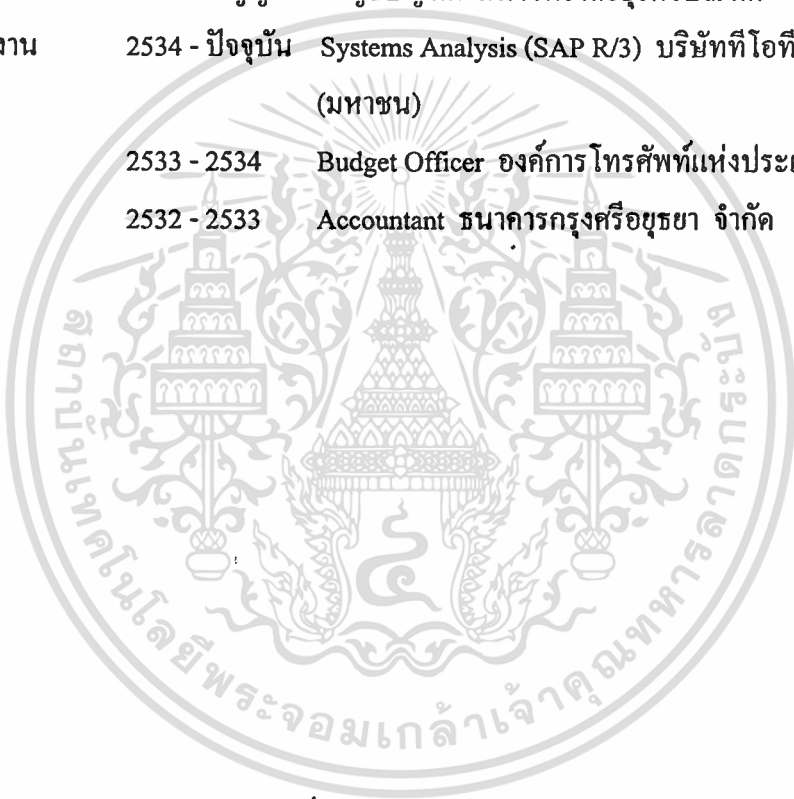 งาน 2534 - ปัจจุบัน Systems Analysis (SAP R/3) บริษัททีโอที
(มหาชน)
2533 - 2534 Budget Officer องค์การโทรศัพท์แห่งประเ
2532 - 2533 Accountant ธนาคารกรุงศรีอยุธยา จำกัด
สถาบันเทคโนโลยีพระจอมเกล้าเจ้าคุณทหารลาดกระบัง